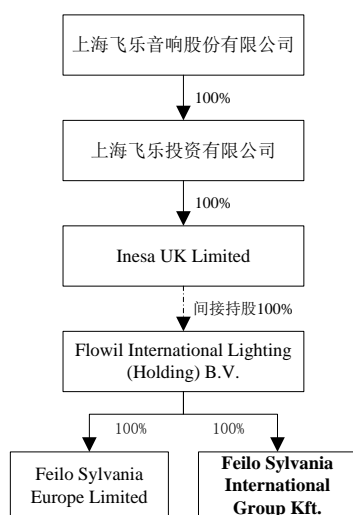 上海飞乐音响股份有限公司
100%
上海飞乐投资有限公司
100%
Inesa UK Limited
间接持股100%
Flowil International Lighting
(Holding) B.V.
100%
100%
Feilo Sylvania
Europe Limited
Feilo Sylvania
International
Group Kft.